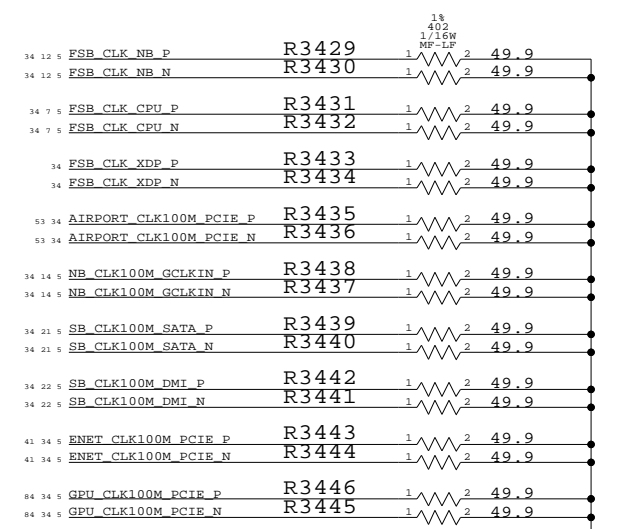 1%
402
1/16W
MF-LF
34 12 5 FSB_CLK_NB_P R3429 1 2 49.9
34 12 5 FSB_CLK_NB_N R3430 1 2 49.9
34 7 5 FSB_CLK_CPU_P R3431 1 2 49.9
34 7 5 FSB_CLK_CPU_N R3432 1 2 49.9
34 FSB_CLK_XDP_P R3433 1 2 49.9
34 FSB_CLK_XDP_N R3434 1 2 49.9
53 34 AIRPORT_CLK100M_PCIE_P R3435 1 2 49.9
53 34 AIRPORT_CLK100M_PCIE_N R3436 1 2 49.9
34 14 5 NB_CLK100M_GCLKIN_P R3438 1 2 49.9
34 14 5 NB_CLK100M_GCLKIN_N R3437 1 2 49.9
34 21 5 SB_CLK100M_SATA_P R3439 1 2 49.9
34 21 5 SB_CLK100M_SATA_N R3440 1 2 49.9
34 22 5 SB_CLK100M_DMI_P R3442 1 2 49.9
34 22 5 SB_CLK100M_DMI_N R3441 1 2 49.9
41 34 5 ENET_CLK100M_PCIE_P R3443 1 2 49.9
41 34 5 ENET_CLK100M_PCIE_N R3444 1 2 49.9
84 34 5 GPU_CLK100M_PCIE_P R3446 1 2 49.9
84 34 5 GPU_CLK100M_PCIE_N R3445 1 2 49.9